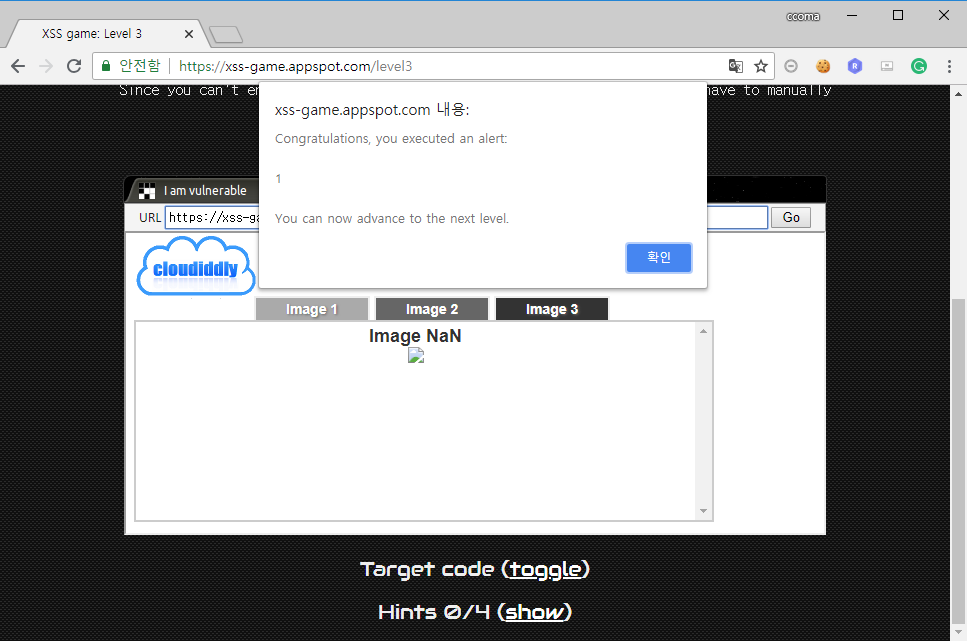 ccoma
XSS game: Level 3
안전함 https://xss-game.appspot.com/level3
Since you can't en have to manually
xss-game.appspot.com 내용:
Congratulations, you executed an alert:
1
You can now advance to the next level.
확인
I am vulnerable
URL https://xss-ga Go
cloudiddly
Image 1 Image 2 Image 3
Image NaN
Target code (toggle)
Hints 0/4 (show)